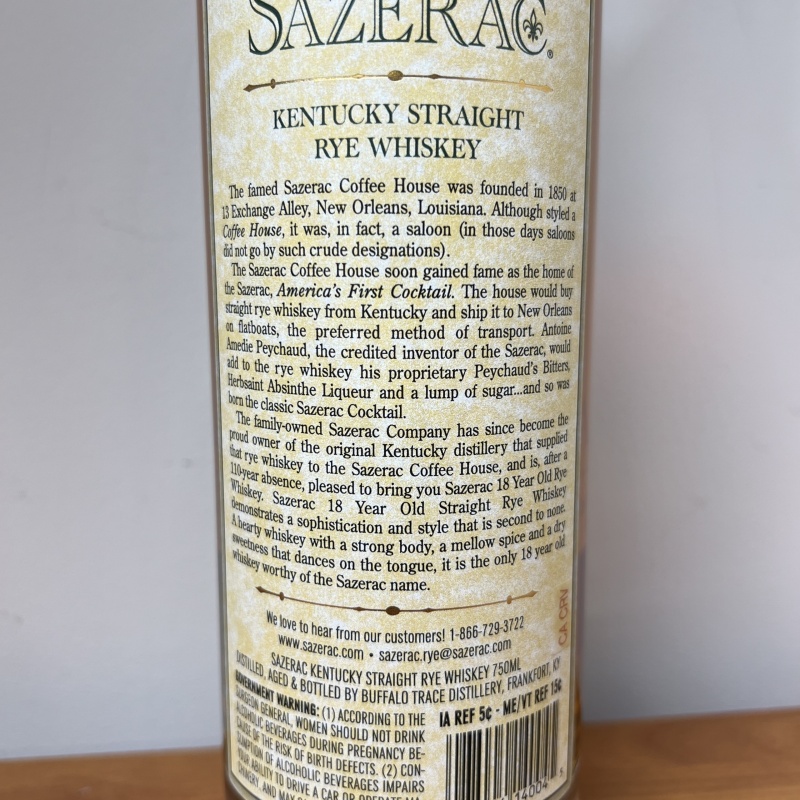 SAZERAC®
KENTUCKY STRAIGHT
RYE WHISKEY
The famed Sazerac Coffee House was founded in 1850 at
13 Exchange Alley, New Orleans, Louisiana. Although styled a
Coffee House, it was, in fact, a saloon (in those days saloons
did not go by such crude designations).
The Sazerac Coffee House soon gained fame as the home of
the Sazerac, America's First Cocktail. The house would buy
straight rye whiskey from Kentucky and ship it to New Orleans
on flatboats, the preferred method of transport. Antoine
Amedie Peychaud, the credited inventor of the Sazerac, would
add to the rye whiskey his proprietary Peychaud's Bitters,
Herbsaint Absinthe Liqueur and a lump of sugar...and so was
born the classic Sazerac Cocktail.
The family-owned Sazerac Company has since become the
proud owner of the original Kentucky distillery that supplied
that rye whiskey to the Sazerac Coffee House, and is, after a
110-year absence, pleased to bring you Sazerac 18 Year Old Rye
Whiskey. Sazerac 18 Year Old Straight Rye Whiskey
demonstrates a sophistication and style that is second to none.
A hearty whiskey with a strong body, a mellow spice and a dry
sweetness that dances on the tongue, it is the only 18 year old
whiskey worthy of the Sazerac name.
We love to hear from our customers! 1-866-729-3722
www.sazerac.com • sazerac.rye@sazerac.com
CA CRV
SAZERAC KENTUCKY STRAIGHT RYE WHISKEY 750ML
DISTILLED, AGED & BOTTLED BY BUFFALO TRACE DISTILLERY, FRANKFORT, KY
GOVERNMENT WARNING: (1) ACCORDING TO THE
SURGEON GENERAL, WOMEN SHOULD NOT DRINK
ALCOHOLIC BEVERAGES DURING PREGNANCY BE-
CAUSE OF THE RISK OF BIRTH DEFECTS. (2) CON-
SUMPTION OF ALCOHOLIC BEVERAGES IMPAIRS
YOUR ABILITY TO DRIVE A CAR OR OPERATE MA-
IA REF 5¢ - ME/VT REF 15¢
14004 5